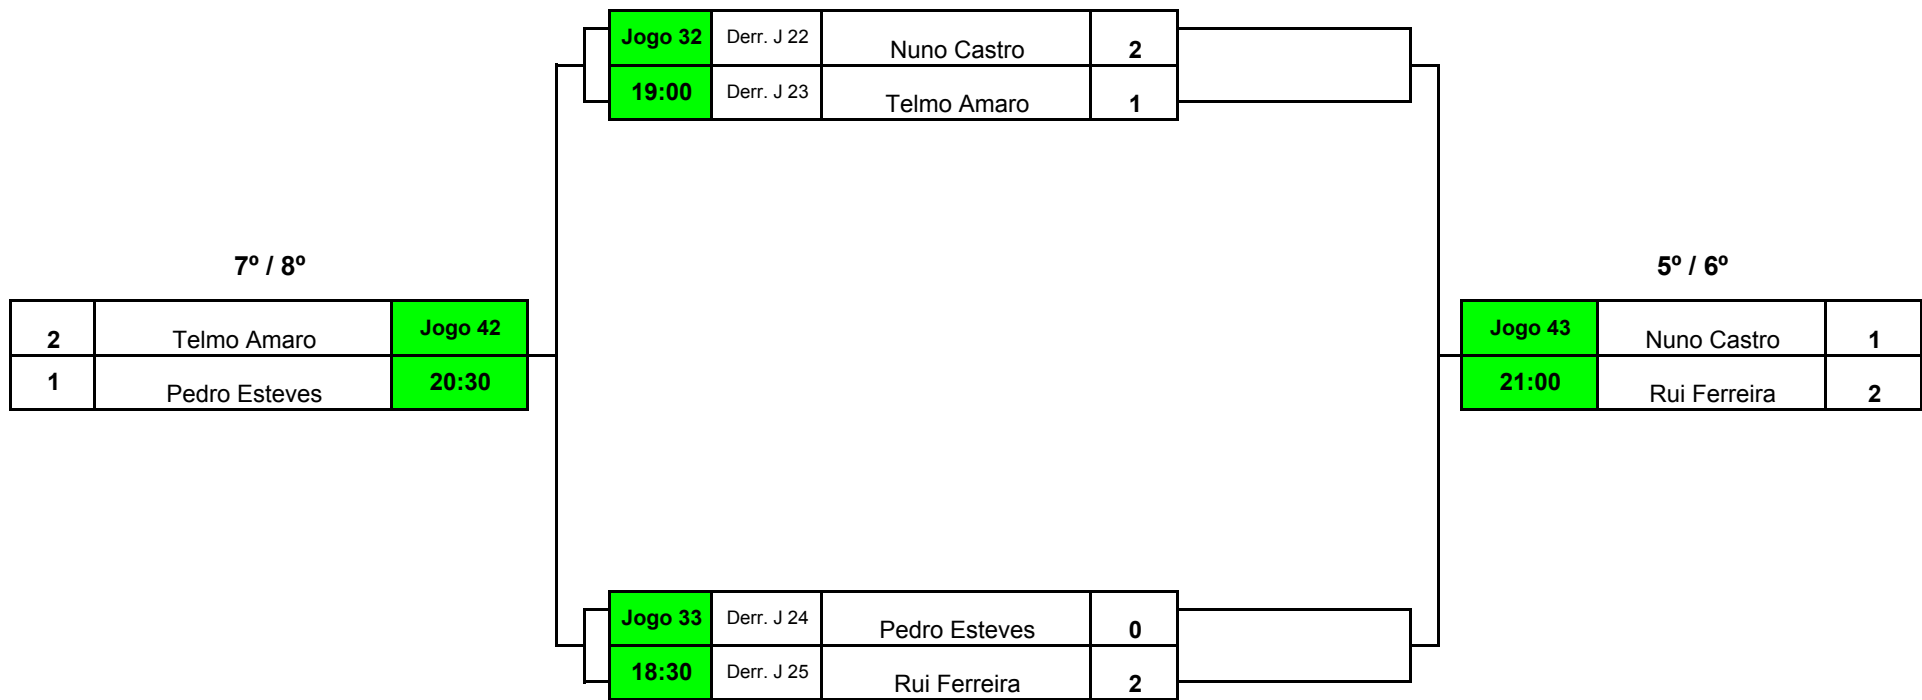 Jogo 32 Derr. J 22 Nuno Castro 2
19:00 Derr. J 23 Telmo Amaro 1
7º / 8º
5º / 6º
2 Telmo Amaro Jogo 42
1 Pedro Esteves 20:30
Jogo 43 Nuno Castro 1
21:00 Rui Ferreira 2
Jogo 33 Derr. J 24 Pedro Esteves 0
18:30 Derr. J 25 Rui Ferreira 2